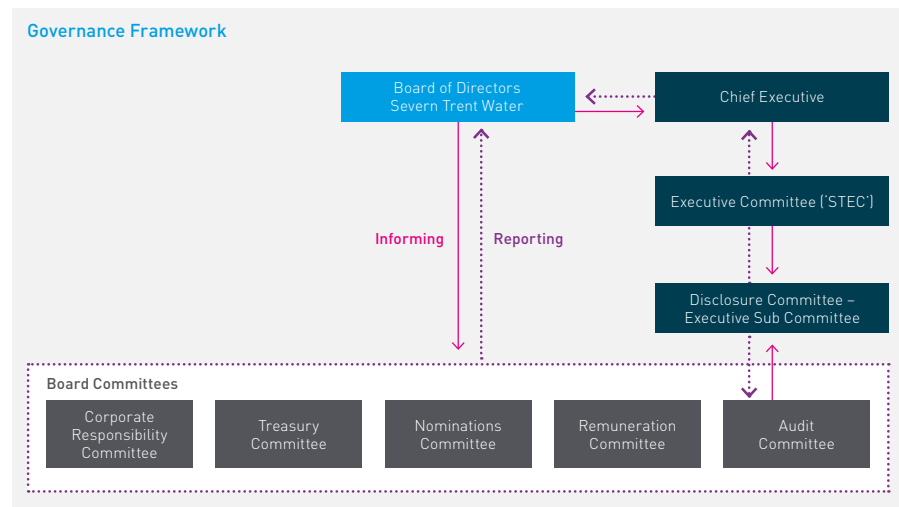 Governance Framework
Board of Directors
Severn Trent Water
Chief Executive
Executive Committee (‘STEC’)
Informing
Reporting
Disclosure Committee –
Executive Sub Committee
Board Committees
Corporate
Responsibility
Committee
Treasury
Committee
Nominations
Committee
Remuneration
Committee
Audit
Committee